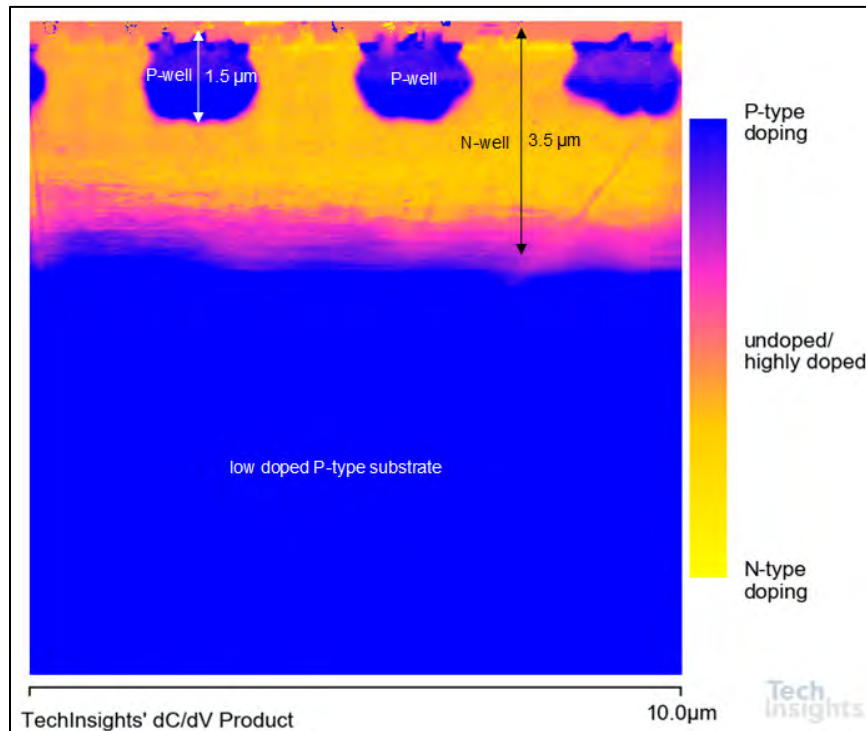 P-well
1.5 µm
P-well
N-well
3.5 µm
low doped P-type substrate
P-type
doping
undoped/
highly doped
N-type
doping
TechInsights' dC/dV Product
10.0µm
Tech
Insights